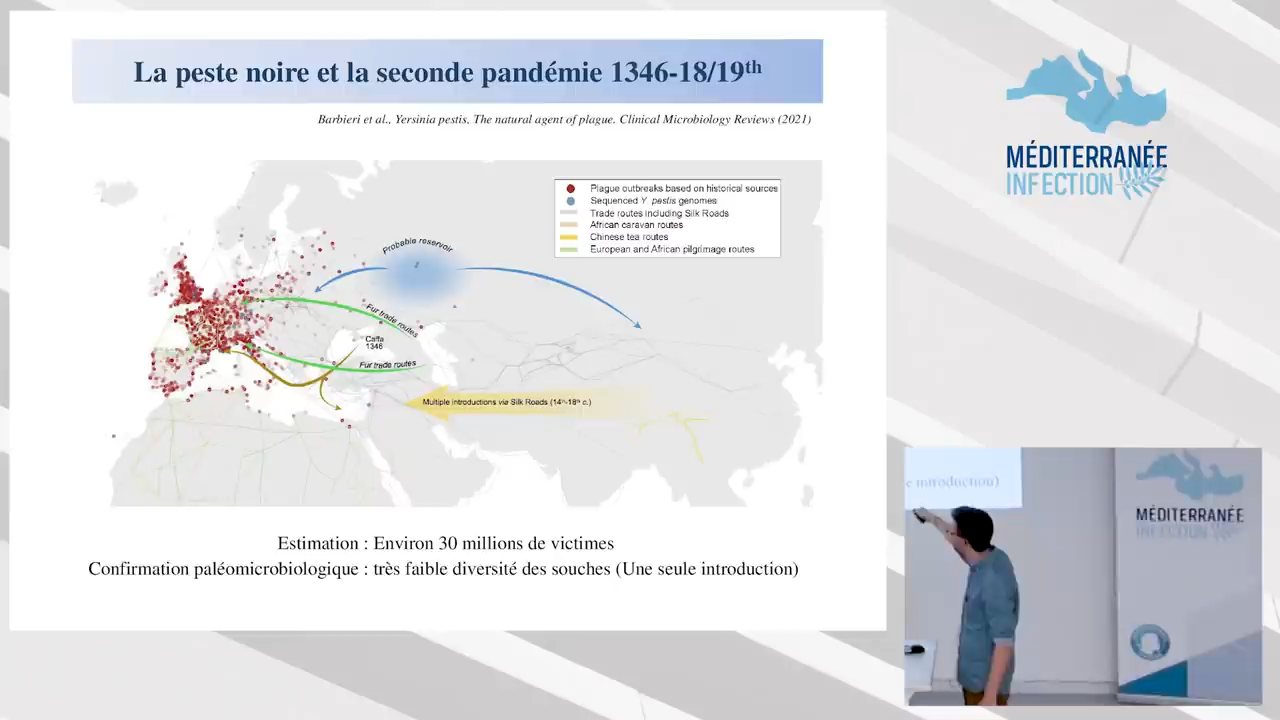 La peste noire et la seconde pandémie 1346-18/19th
Barbieri et al., Yersinia pestis. The natural agent of plague. Clinical Microbiology Reviews (2021)
Plague outbreaks based on historical sources
Sequenced Y. pestis genomes
Trade routes including Silk Roads
African caravan routes
Chinese tea routes
European and African pilgrimage routes
Probable reservoir
?
Fur trade routes
Caffa
1346
Fur trade routes
Multiple introductions via Silk Roads (14th-18th c.)
Estimation : Environ 30 millions de victimes
Confirmation paléomicrobiologique : très faible diversité des souches (Une seule introduction)
MÉDITERRANÉE
INFECTION
e introduction)
MÉDITERRANÉE
INFECTION